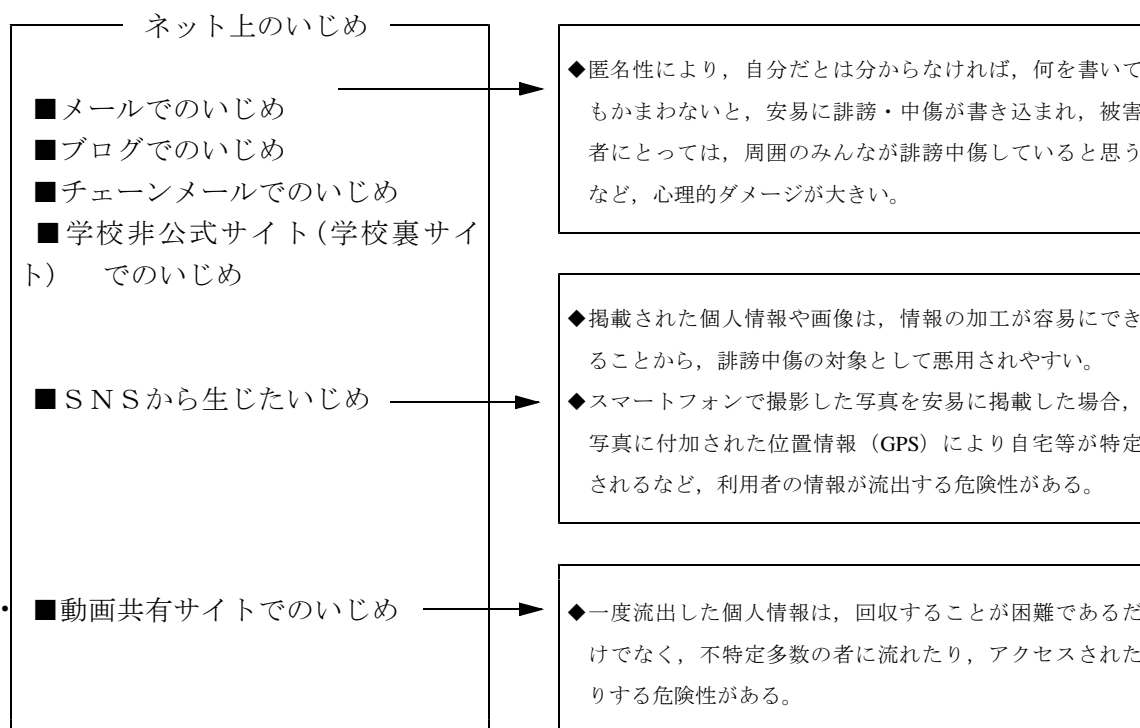 ネット上のいじめ
■メールでのいじめ
■ブログでのいじめ
■チェーンメールでのいじめ
■学校非公式サイト(学校裏サイ
ト)　でのいじめ
■ＳＮＳから生じたいじめ
・ ■動画共有サイトでのいじめ
◆匿名性により，自分だとは分からなければ，何を書いて
もかまわないと，安易に誹謗・中傷が書き込まれ，被害
者にとっては，周囲のみんなが誹謗中傷していると思う
など，心理的ダメージが大きい。
◆掲載された個人情報や画像は，情報の加工が容易にでき
ることから，誹謗中傷の対象として悪用されやすい。
◆スマートフォンで撮影した写真を安易に掲載した場合，
写真に付加された位置情報（GPS）により自宅等が特定
されるなど，利用者の情報が流出する危険性がある。
◆一度流出した個人情報は，回収することが困難であるだ
けでなく，不特定多数の者に流れたり，アクセスされた
りする危険性がある。